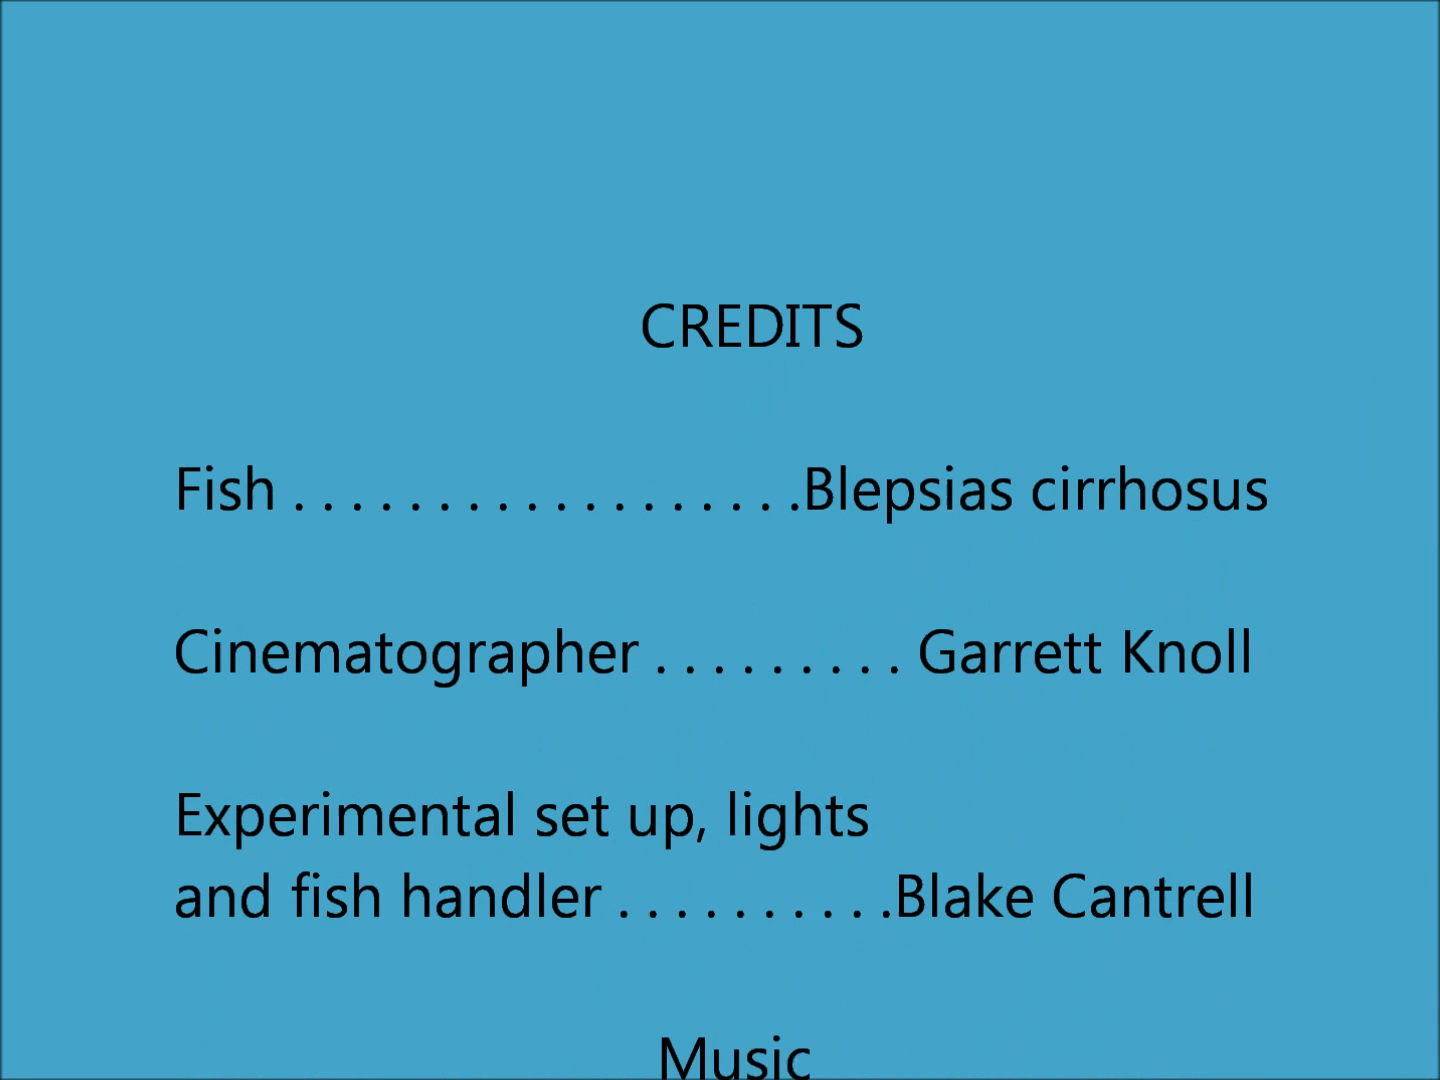 CREDITS
Fish . . . . . . . . . . . . . . . . . .Blepsias cirrhosus
Cinematographer . . . . . . . . . Garrett Knoll
Experimental set up, lights
and fish handler . . . . . . . . . .Blake Cantrell
Music